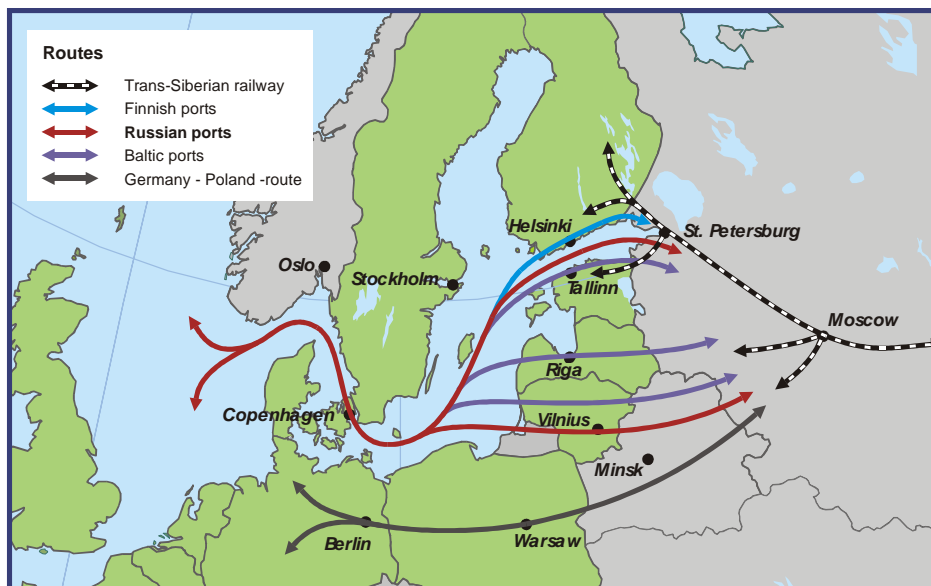 Routes
Trans-Siberian railway
Finnish ports
Russian ports
Baltic ports
Germany - Poland -route
Helsinki
St. Petersburg
Oslo
Stockholm
Tallinn
Moscow
Riga
Copenhagen
Vilnius
Minsk
Berlin
Warsaw